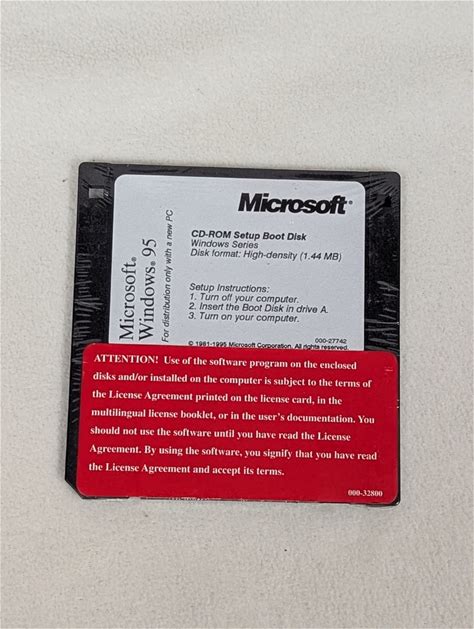 Microsoft®
Windows® 95
For distribution only with a new PC
Microsoft®
CD-ROM Setup Boot Disk
Windows Series
Disk format: High-density (1.44 MB)
Setup Instructions:
1. Turn off your computer.
2. Insert the Boot Disk in drive A.
3. Turn on your computer.
000-27742
© 1981-1995 Microsoft Corporation. All rights reserved.
ATTENTION! Use of the software program on the enclosed
disks and/or installed on the computer is subject to the terms of
the License Agreement printed on the license card, in the
multilingual license booklet, or in the user's documentation. You
should not use the software until you have read the License
Agreement. By using the software, you signify that you have read
the License Agreement and accept its terms.
000-32800